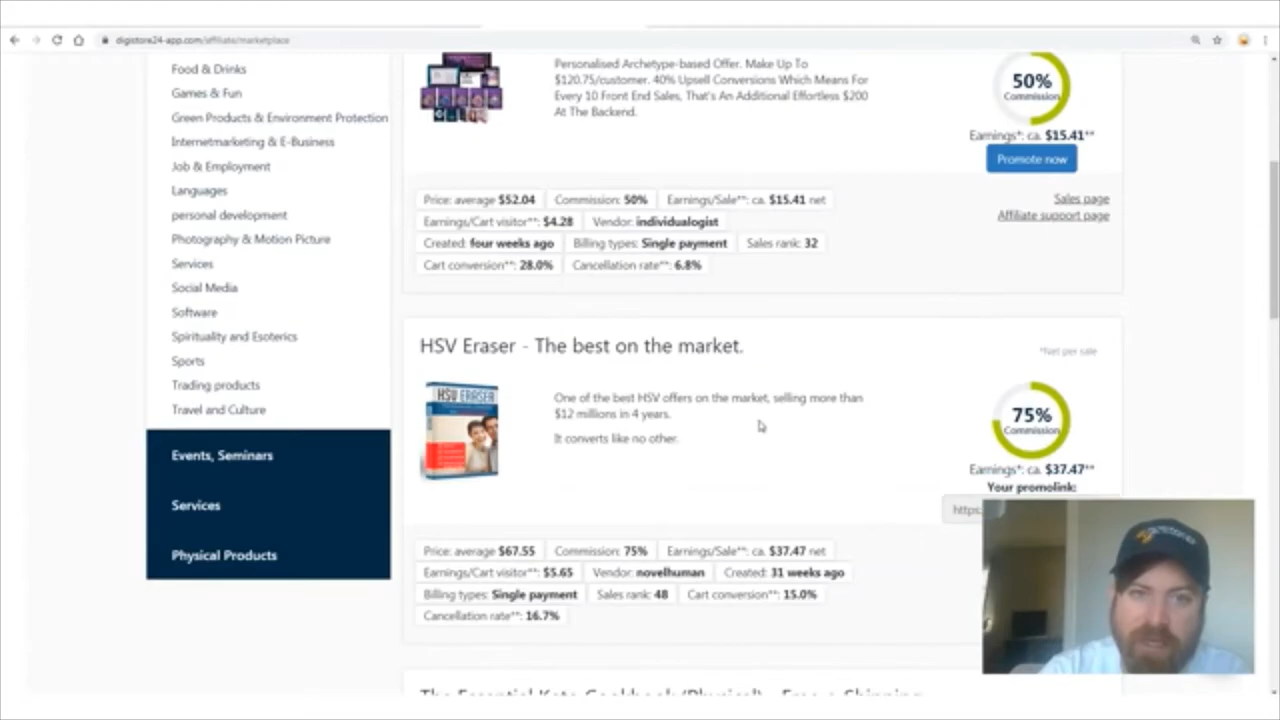 digistore24-app.com/affiliate/marketplace
Food & Drinks
Games & Fun
Green Products & Environment Protection
Internetmarketing & E-Business
Job & Employment
Languages
personal development
Photography & Motion Picture
Services
Social Media
Software
Spirituality and Esoterics
Sports
Trading products
Travel and Culture
Events, Seminars
Services
Physical Products
Personalised Archetype-based Offer. Make Up To
$120.75/customer. 40% Upsell Conversions Which Means For
Every 10 Front End Sales, That's An Additional Effortless $200
At The Backend.
50%
Commission
Earnings*: ca. $15.41**
Promote now
Price: average $52.04 Commission: 50% Earnings/Sale**: ca. $15.41 net
Earnings/Cart visitor**: $4.28 Vendor: individualogist
Created: four weeks ago Billing types: Single payment Sales rank: 32
Cart conversion**: 28.0% Cancellation rate**: 6.8%
Sales page
Affiliate support page
HSV Eraser - The best on the market.
*Net per sale
HSV ERASER
One of the best HSV offers on the market, selling more than
$12 millions in 4 years.
It converts like no other.
75%
Commission
Earnings*: ca. $37.47**
Your promolink:
https:
Price: average $67.55 Commission: 75% Earnings/Sale**: ca. $37.47 net
Earnings/Cart visitor**: $5.65 Vendor: novelhuman Created: 31 weeks ago
Billing types: Single payment Sales rank: 48 Cart conversion**: 15.0%
Cancellation rate**: 16.7%
The Essential Keto Cookbook (Physical) - Free + Shipping